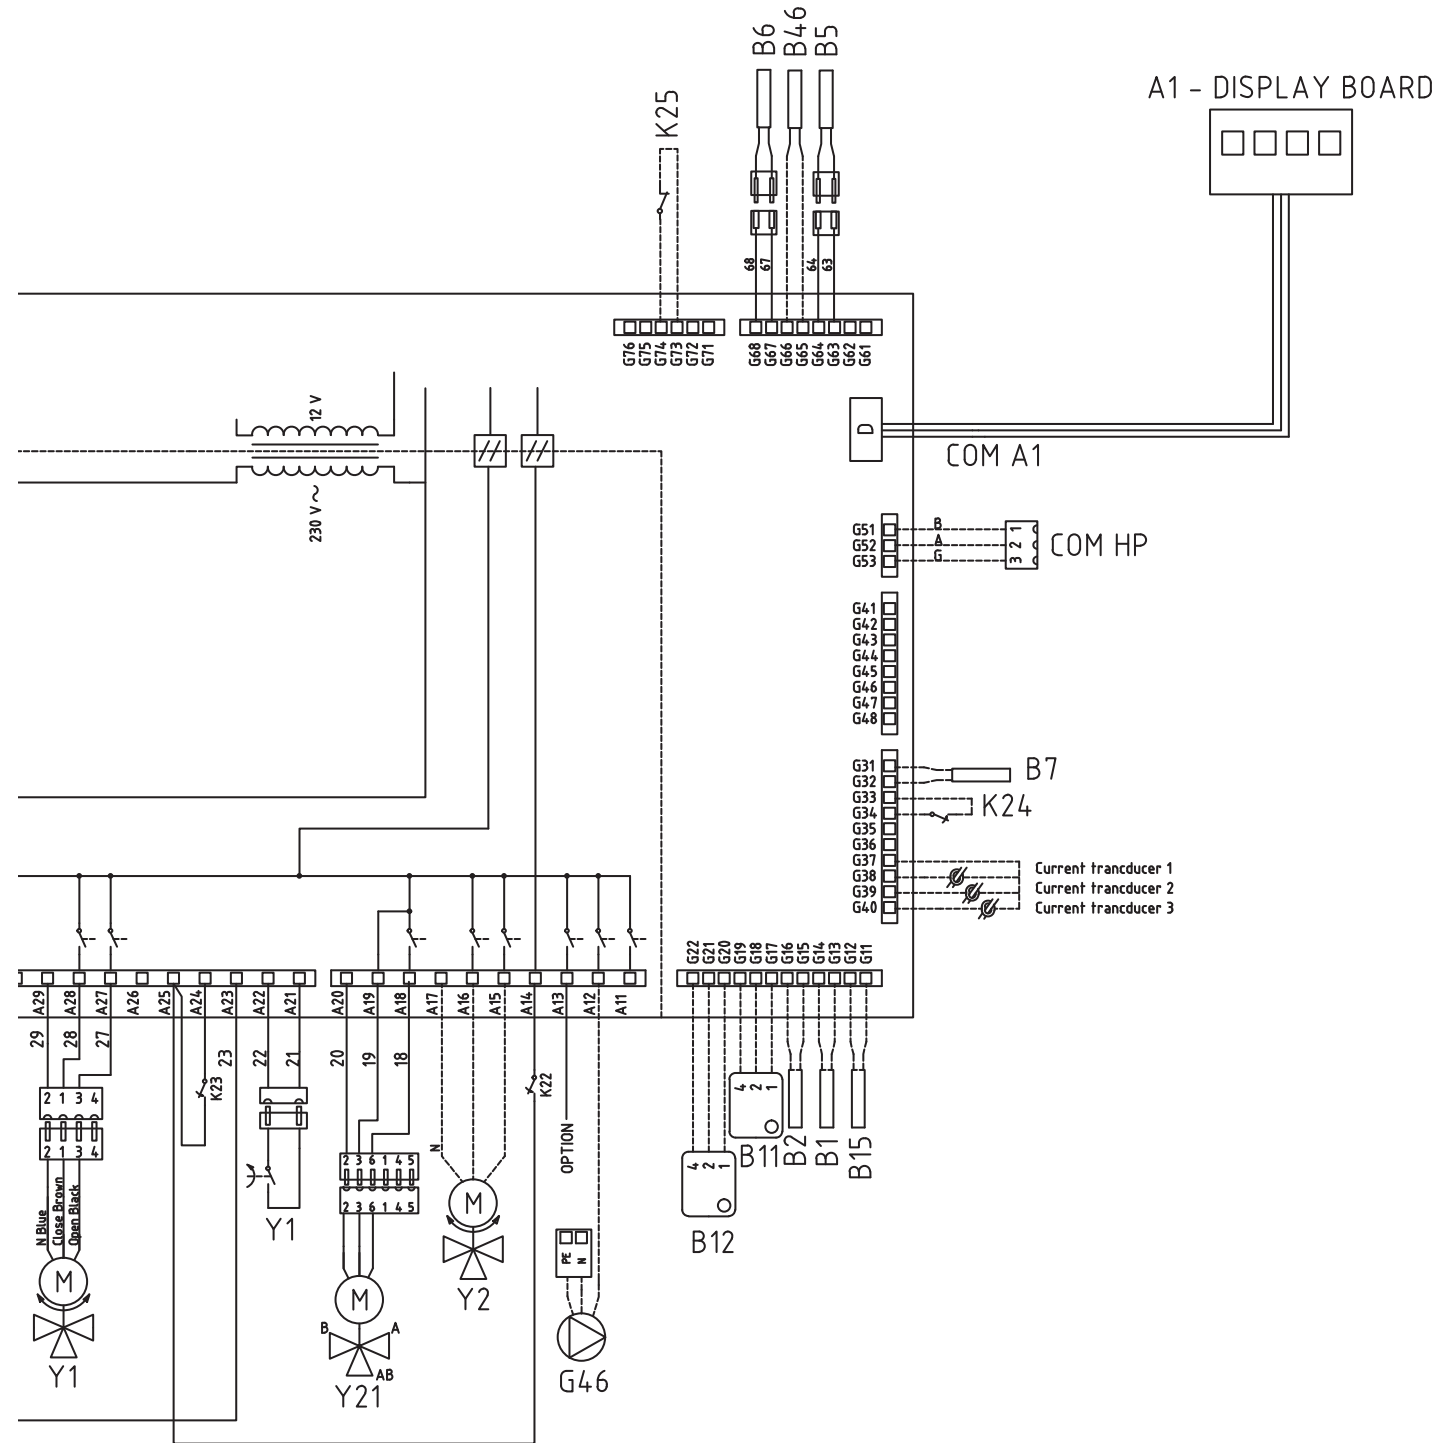 B6
B46
B5
K25
A1 - DISPLAY BOARD
68
67
64
63
G76
G75
G74
G73
G72
G71
G68
G67
G66
G65
G64
G63
G62
G61
12 V
230 V ~
D
COM A1
G51
G52
G53
B
A
G
1
2
3
COM HP
G41
G42
G43
G44
G45
G46
G47
G48
G31
G32
G33
G34
G35
G36
G37
G38
G39
G40
B7
K24
Current trancducer 1
Current trancducer 2
Current trancducer 3
G22
G21
G20
G19
G18
G17
G16
G15
G14
G13
G12
G11
A29
A28
A27
A26
A25
A24
A23
A22
A21
A20
A19
A18
A17
A16
A15
A14
A13
A12
A11
29
28
27
23
22
21
20
19
18
K23
K22
2 1 3 4
2 1 3 4
N Blue
Close Brown
Open Black
M
Y1
Y1
2 3 6 1 4 5
2 3 6 1 4 5
M
B
A
AB
Y21
N
M
Y2
OPTION
PE
N
G46
4 2 1
B11
4 2 1
B12
B2
B1
B15